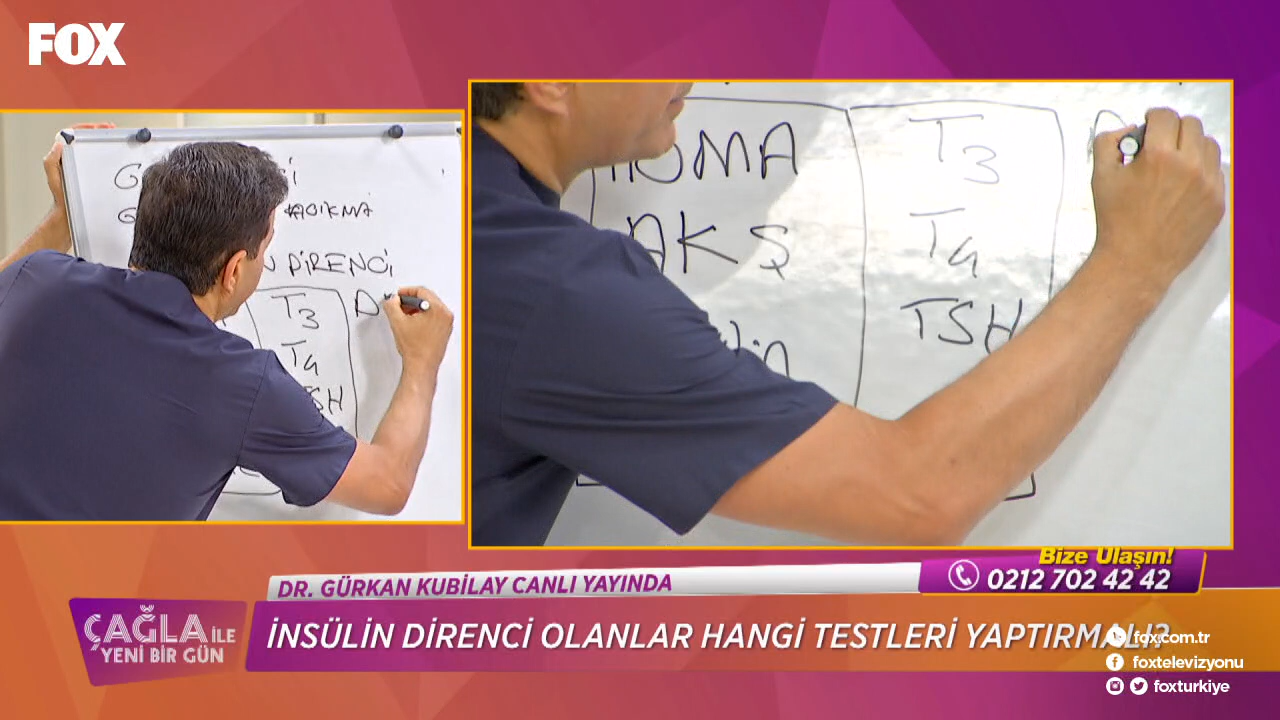 FOX
DİRENCİ
T3
T4
SH
HOMA
AKŞ
T3
T4
TSH
Bize Ulaşın!
0212 702 42 42
DR. GÜRKAN KUBİLAY CANLI YAYINDA
ÇAĞLA İLE
YENİ BİR GÜN
İNSÜLİN DİRENCİ OLANLAR HANGİ TESTLERİ YAPTIRMALI?
fox.com.tr
foxtelevizyonu
foxturkiye